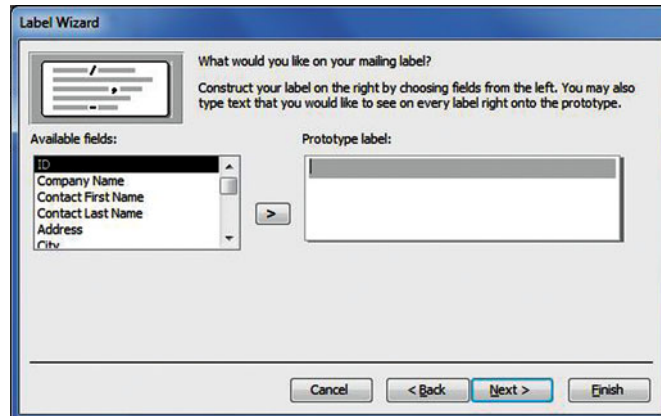 Label Wizard
What would you like on your mailing label?
Construct your label on the right by choosing fields from the left. You may also
type text that you would like to see on every label right onto the prototype.
Available fields:
Prototype label:
ID
Company Name
Contact First Name
Contact Last Name
Address
City
>
Cancel
< Back
Next >
Finish